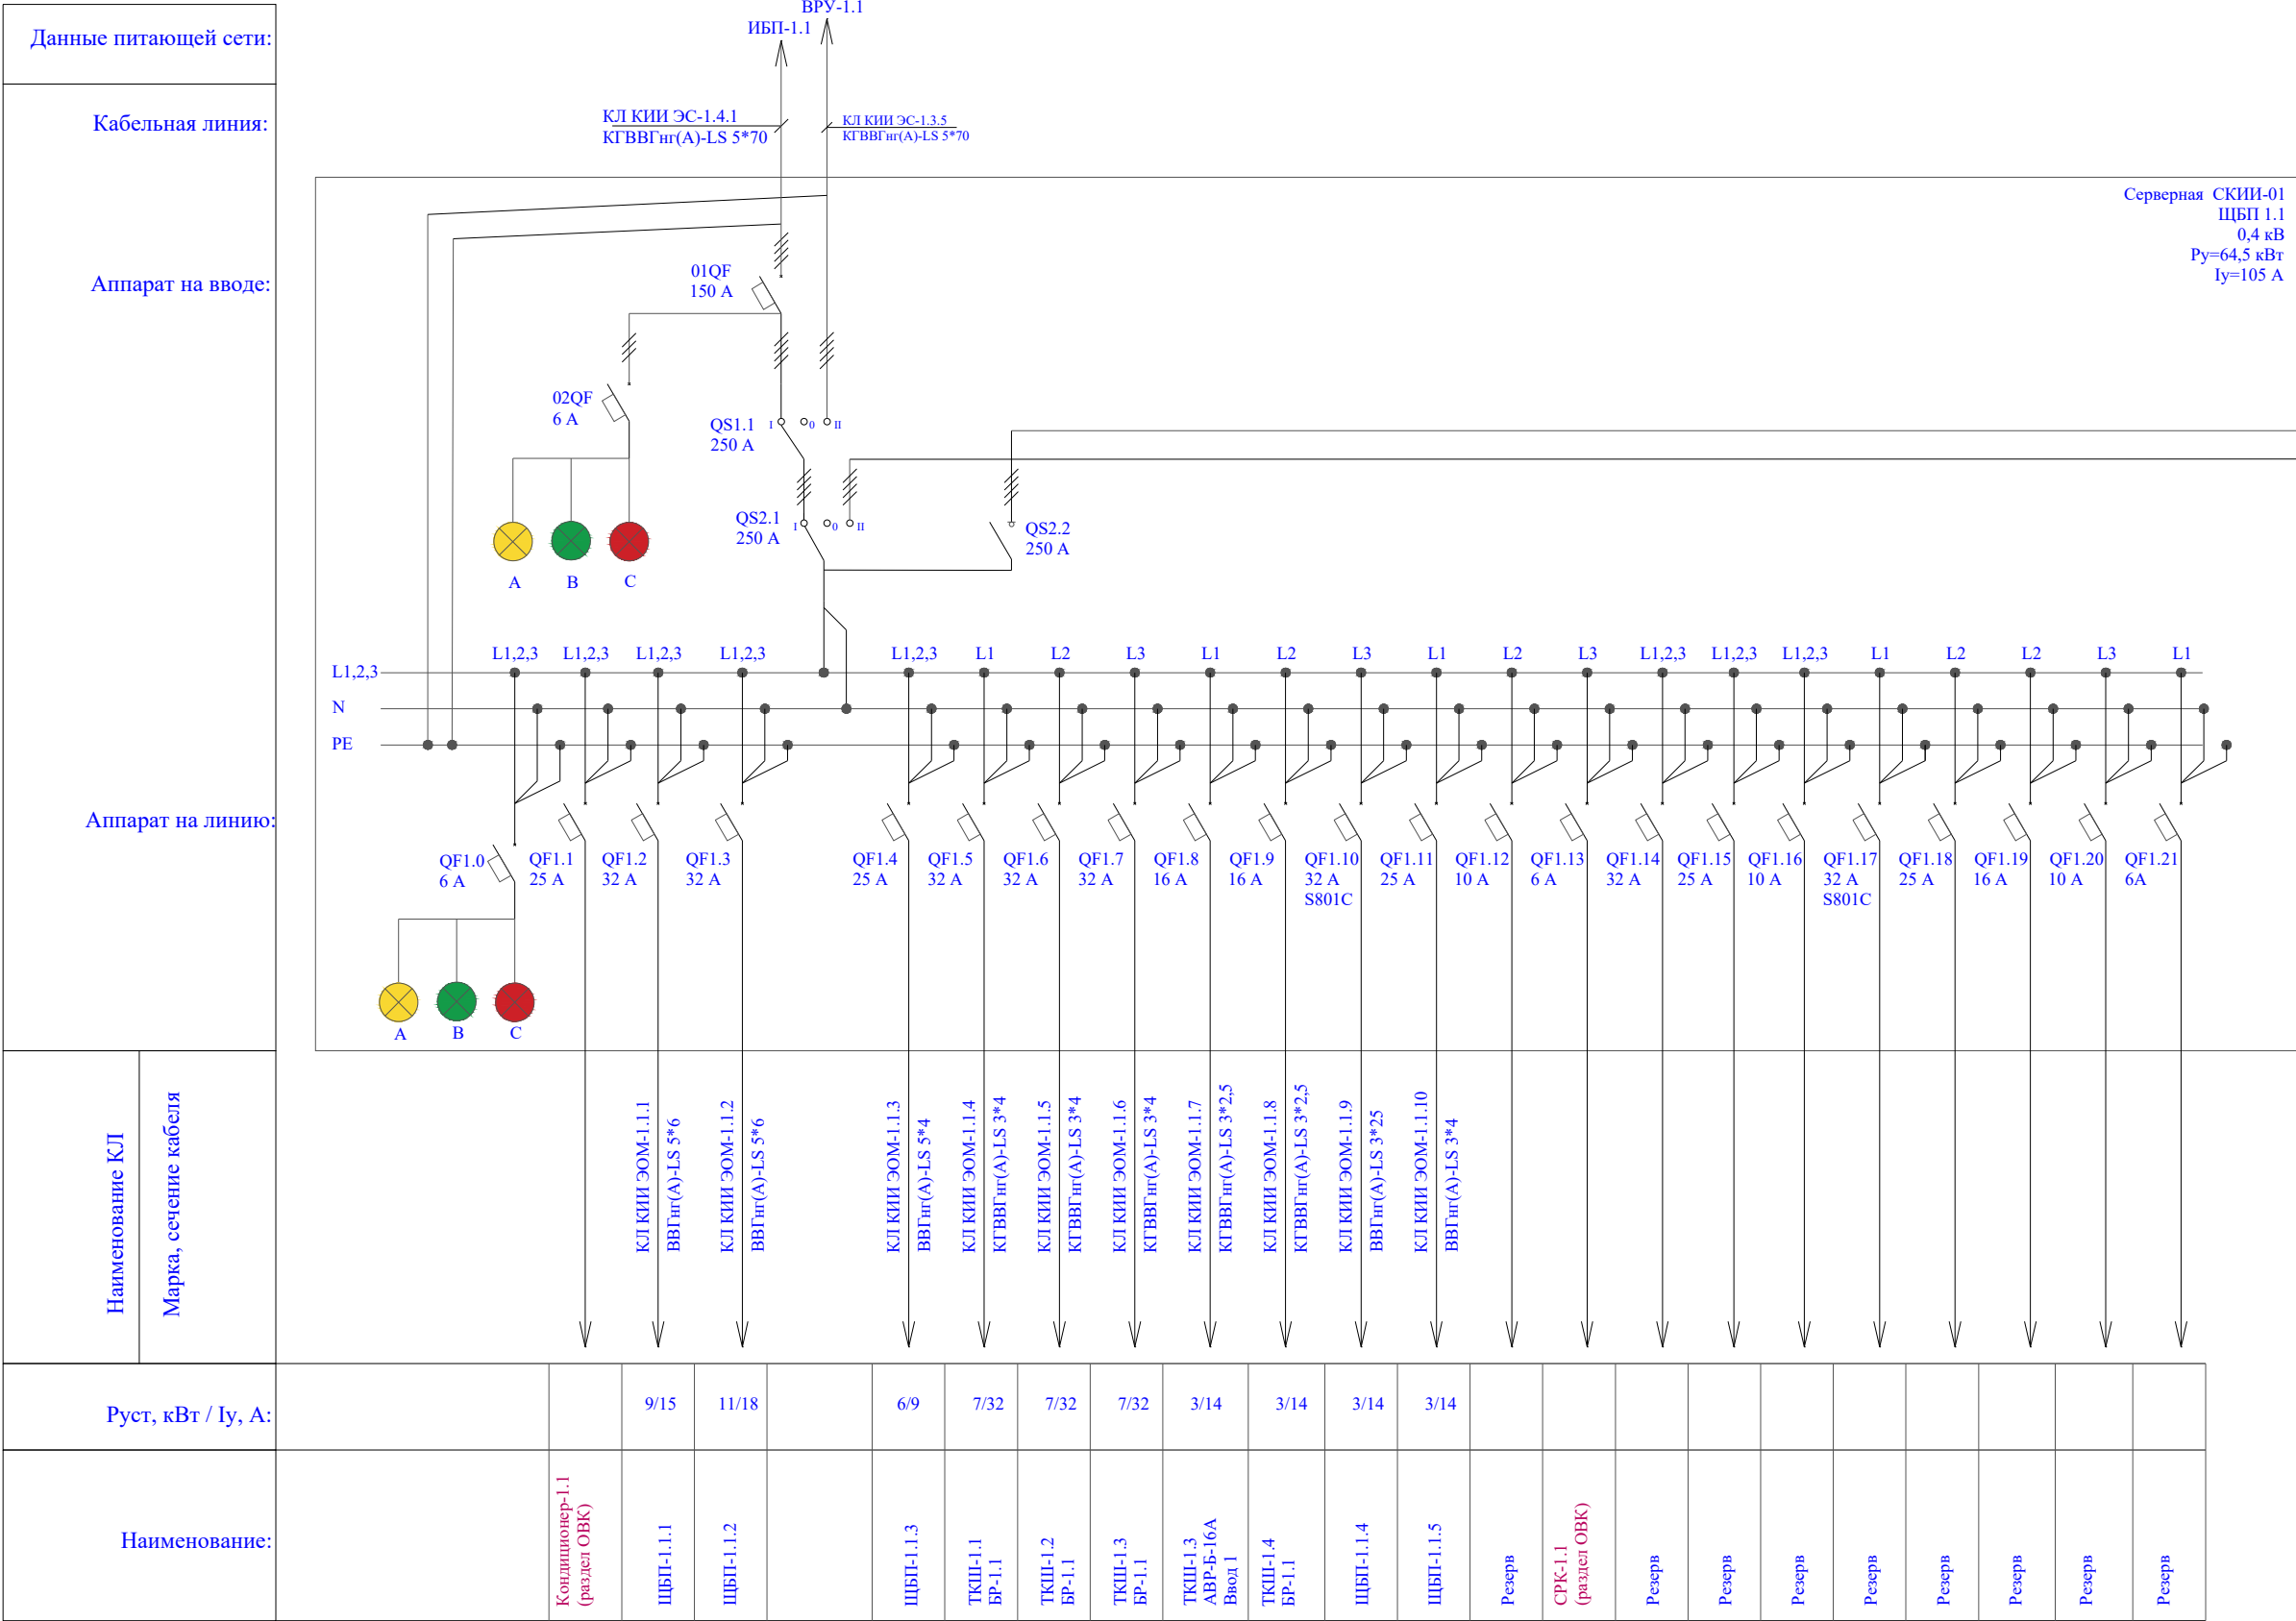 ВРУ-1.1
ИБП-1.1
Данные питающей сети:
Кабельная линия:
КЛ КИИ ЭС-1.4.1
КГВВГнг(А)-LS 5*70
КЛ КИИ ЭС-1.3.5
КГВВГнг(А)-LS 5*70
Серверная СКИИ-01
ЩБП 1.1
0,4 кВ
Ру=64,5 кВт
Iу=105 А
Аппарат на вводе:
01QF
150 А
02QF
6 А
QS1.1
250 А
I
0
II
QS2.1
250 А
I
0
II
QS2.2
250 А
A
B
C
L1,2,3
L1,2,3
L1,2,3
L1,2,3
L1,2,3
L1
L2
L3
L1
L2
L3
L1
L2
L3
L1,2,3
L1,2,3
L1,2,3
L1
L2
L2
L3
L1
L1,2,3
N
PE
Аппарат на линию:
QF1.0
6 А
QF1.1
25 А
QF1.2
32 А
QF1.3
32 А
QF1.4
25 А
QF1.5
32 А
QF1.6
32 А
QF1.7
32 А
QF1.8
16 А
QF1.9
16 А
QF1.10
32 А
S801C
QF1.11
25 А
QF1.12
10 А
QF1.13
6 А
QF1.14
32 А
QF1.15
25 А
QF1.16
10 А
QF1.17
32 А
S801C
QF1.18
25 А
QF1.19
16 А
QF1.20
10 А
QF1.21
6А
A
B
C
Наименование КЛ
Марка, сечение кабеля
КЛ КИИ ЭОМ-1.1.1
ВВГнг(А)-LS 5*6
КЛ КИИ ЭОМ-1.1.2
ВВГнг(А)-LS 5*6
КЛ КИИ ЭОМ-1.1.3
ВВГнг(А)-LS 5*4
КЛ КИИ ЭОМ-1.1.4
КГВВГнг(А)-LS 3*4
КЛ КИИ ЭОМ-1.1.5
КГВВГнг(А)-LS 3*4
КЛ КИИ ЭОМ-1.1.6
КГВВГнг(А)-LS 3*4
КЛ КИИ ЭОМ-1.1.7
КГВВГнг(А)-LS 3*2,5
КЛ КИИ ЭОМ-1.1.8
КГВВГнг(А)-LS 3*2,5
КЛ КИИ ЭОМ-1.1.9
ВВГнг(А)-LS 3*25
КЛ КИИ ЭОМ-1.1.10
ВВГнг(А)-LS 3*4
Руст, кВт / Iу, А:
9/15
11/18
6/9
7/32
7/32
7/32
3/14
3/14
3/14
3/14
Наименование:
Кондиционер-1.1
(раздел ОВК)
ЩБП-1.1.1
ЩБП-1.1.2
ЩБП-1.1.3
ТКШ-1.1
БР-1.1
ТКШ-1.2
БР-1.1
ТКШ-1.3
БР-1.1
ТКШ-1.3
АВР-Б-16А
Ввод 1
ТКШ-1.4
БР-1.1
ЩБП-1.1.4
ЩБП-1.1.5
Резерв
СРК-1.1
(раздел ОВК)
Резерв
Резерв
Резерв
Резерв
Резерв
Резерв
Резерв
Резерв